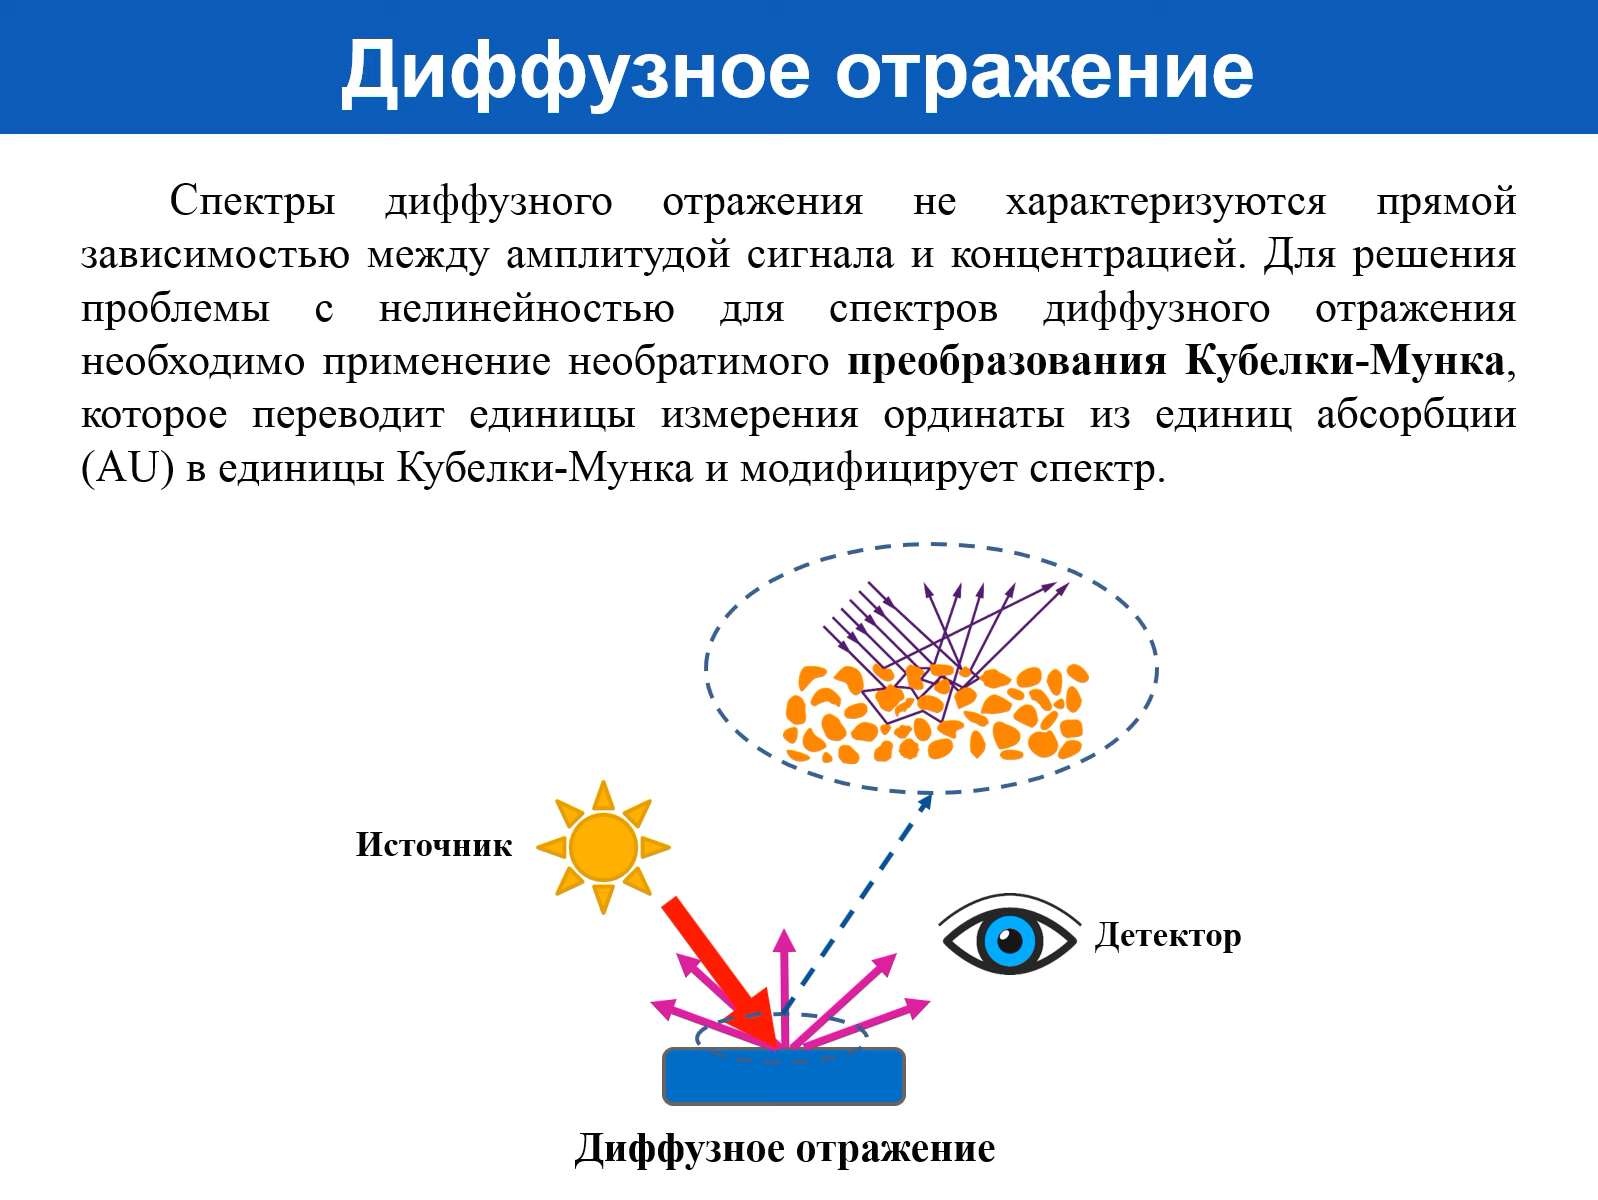 Диффузное отражение
Спектры диффузного отражения не характеризуются прямой
зависимостью между амплитудой сигнала и концентрацией. Для решения
проблемы с нелинейностью для спектров диффузного отражения
необходимо применение необратимого преобразования Кубелки-Мунка,
которое переводит единицы измерения ординаты из единиц абсорбции
(AU) в единицы Кубелки-Мунка и модифицирует спектр.
Источник
Детектор
Диффузное отражение